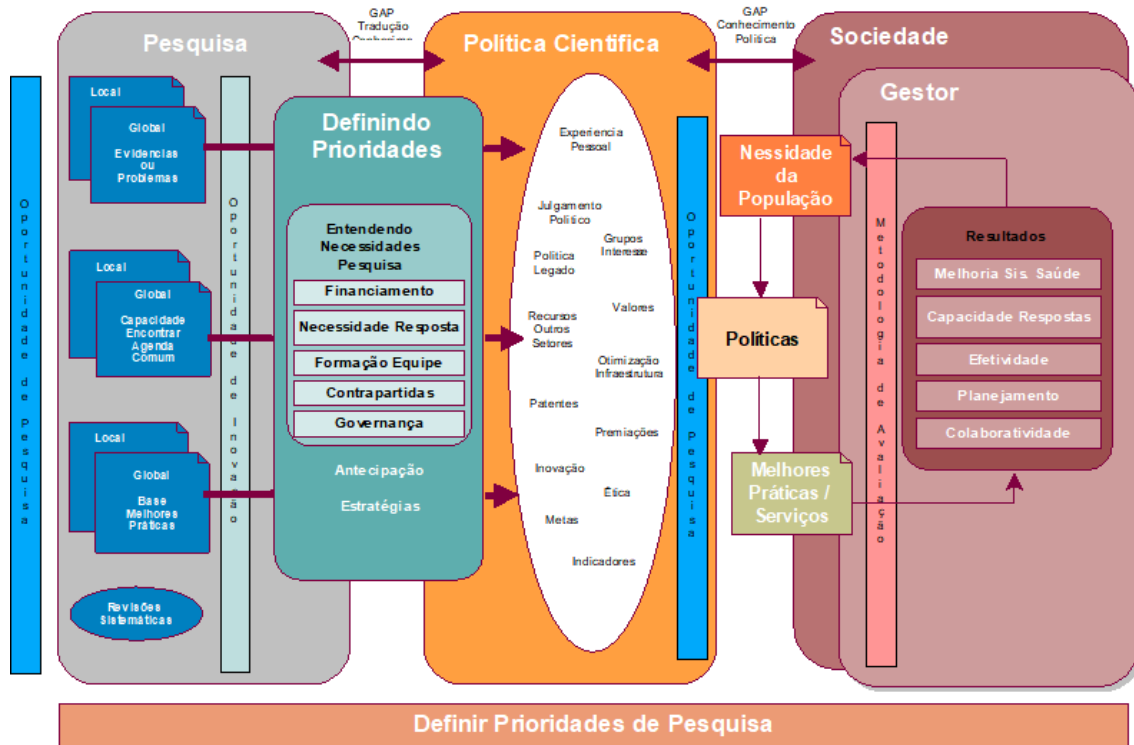 GAP
Tradução
GAP
Conhecimento
Política
Pesquisa
Política Cientifica
Sociedade
Gestor
Oportunidade de Pesquisa
Local
Global
Evidencias
ou
Problemas
Local
Global
Capacidade
Encontrar
Agenda
Comum
Local
Global
Base
Melhores
Práticas
Revisões
Sistemáticas
Oportunidade de Inovação
Definindo
Prioridades
Entendendo
Necessidades
Pesquisa
Financiamento
Necessidade Resposta
Formação Equipe
Contrapartidas
Governança
Antecipação
Estratégias
Experiencia
Pessoal
Julgamento
Politico
Grupos
Interesse
Politica
Legado
Valores
Recursos
Outros
Setores
Otimização
Infraestrutura
Patentes
Premiações
Inovação
Ética
Metas
Indicadores
Oportunidade de Pesquisa
Nessidade
da
População
Políticas
Melhores
Práticas /
Serviços
Metodologia de Avaliação
Resultados
Melhoria Sis. Saúde
Capacidade Respostas
Efetividade
Planejamento
Colaboratividade
Definir Prioridades de Pesquisa